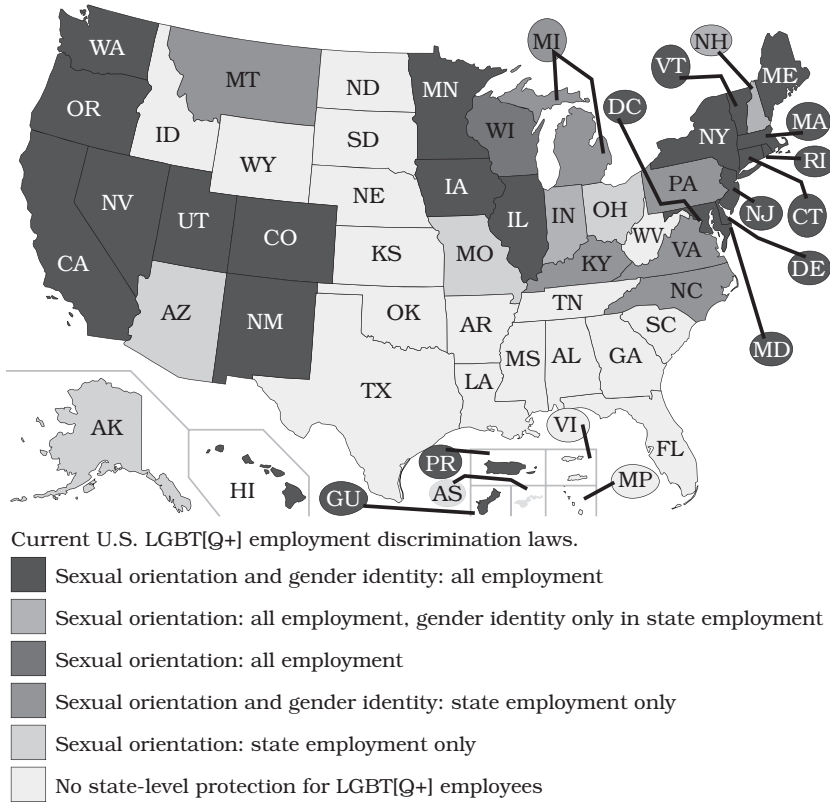 WA
OR
CA
NV
ID
MT
WY
UT
CO
AZ
NM
ND
SD
NE
KS
OK
TX
MN
IA
MO
AR
LA
WI
IL
MI
IN
OH
KY
TN
MS
AL
GA
FL
SC
NC
VA
WV
PA
NY
VT
NH
ME
MA
RI
CT
NJ
DE
MD
DC
AK
HI
GU
PR
AS
VI
MP
Current U.S. LGBT[Q+] employment discrimination laws.
Sexual orientation and gender identity: all employment
Sexual orientation: all employment, gender identity only in state employment
Sexual orientation: all employment
Sexual orientation and gender identity: state employment only
Sexual orientation: state employment only
No state-level protection for LGBT[Q+] employees